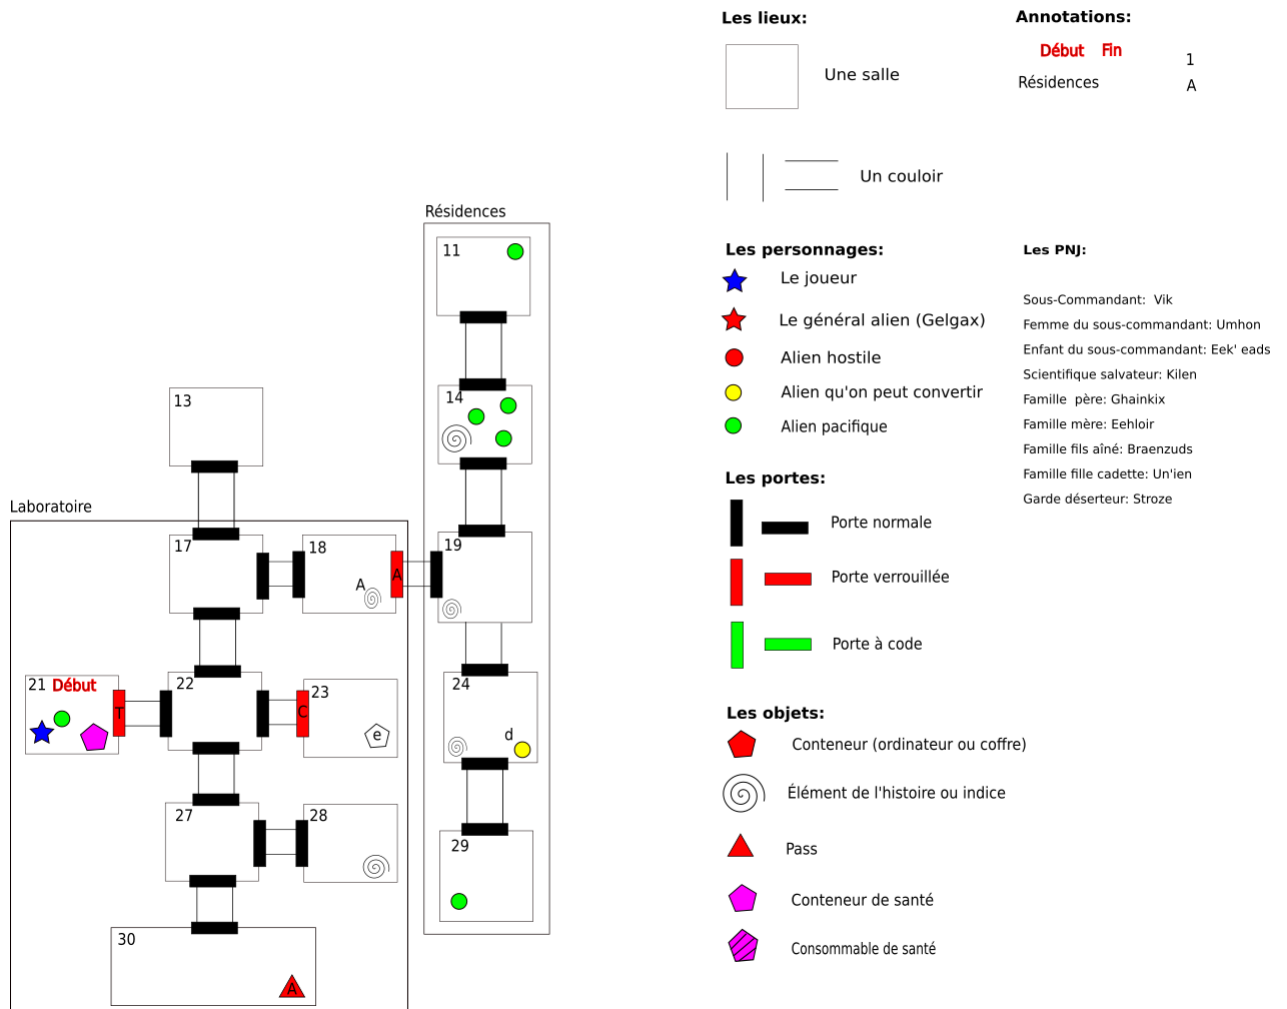 Résidences
11
14
13
Laboratoire
17
18
A
A
19
21 Début
T
22
23
C
e
24
d
27
28
29
30
A
Les lieux:
Une salle
Un couloir
Annotations:
Début Fin
1
Résidences
A
Les personnages:
Le joueur
Le général alien (Gelgax)
Alien hostile
Alien qu'on peut convertir
Alien pacifique
Les PNJ:
Sous-Commandant: Vik
Femme du sous-commandant: Umhon
Enfant du sous-commandant: Eek' eads
Scientifique salvateur: Kilen
Famille père: Ghainkix
Famille mère: Eehloir
Famille fils aîné: Braenzuds
Famille fille cadette: Un'ien
Garde déserteur: Stroze
Les portes:
Porte normale
Porte verrouillée
Porte à code
Les objets:
Conteneur (ordinateur ou coffre)
Élément de l'histoire ou indice
Pass
Conteneur de santé
Consommable de santé